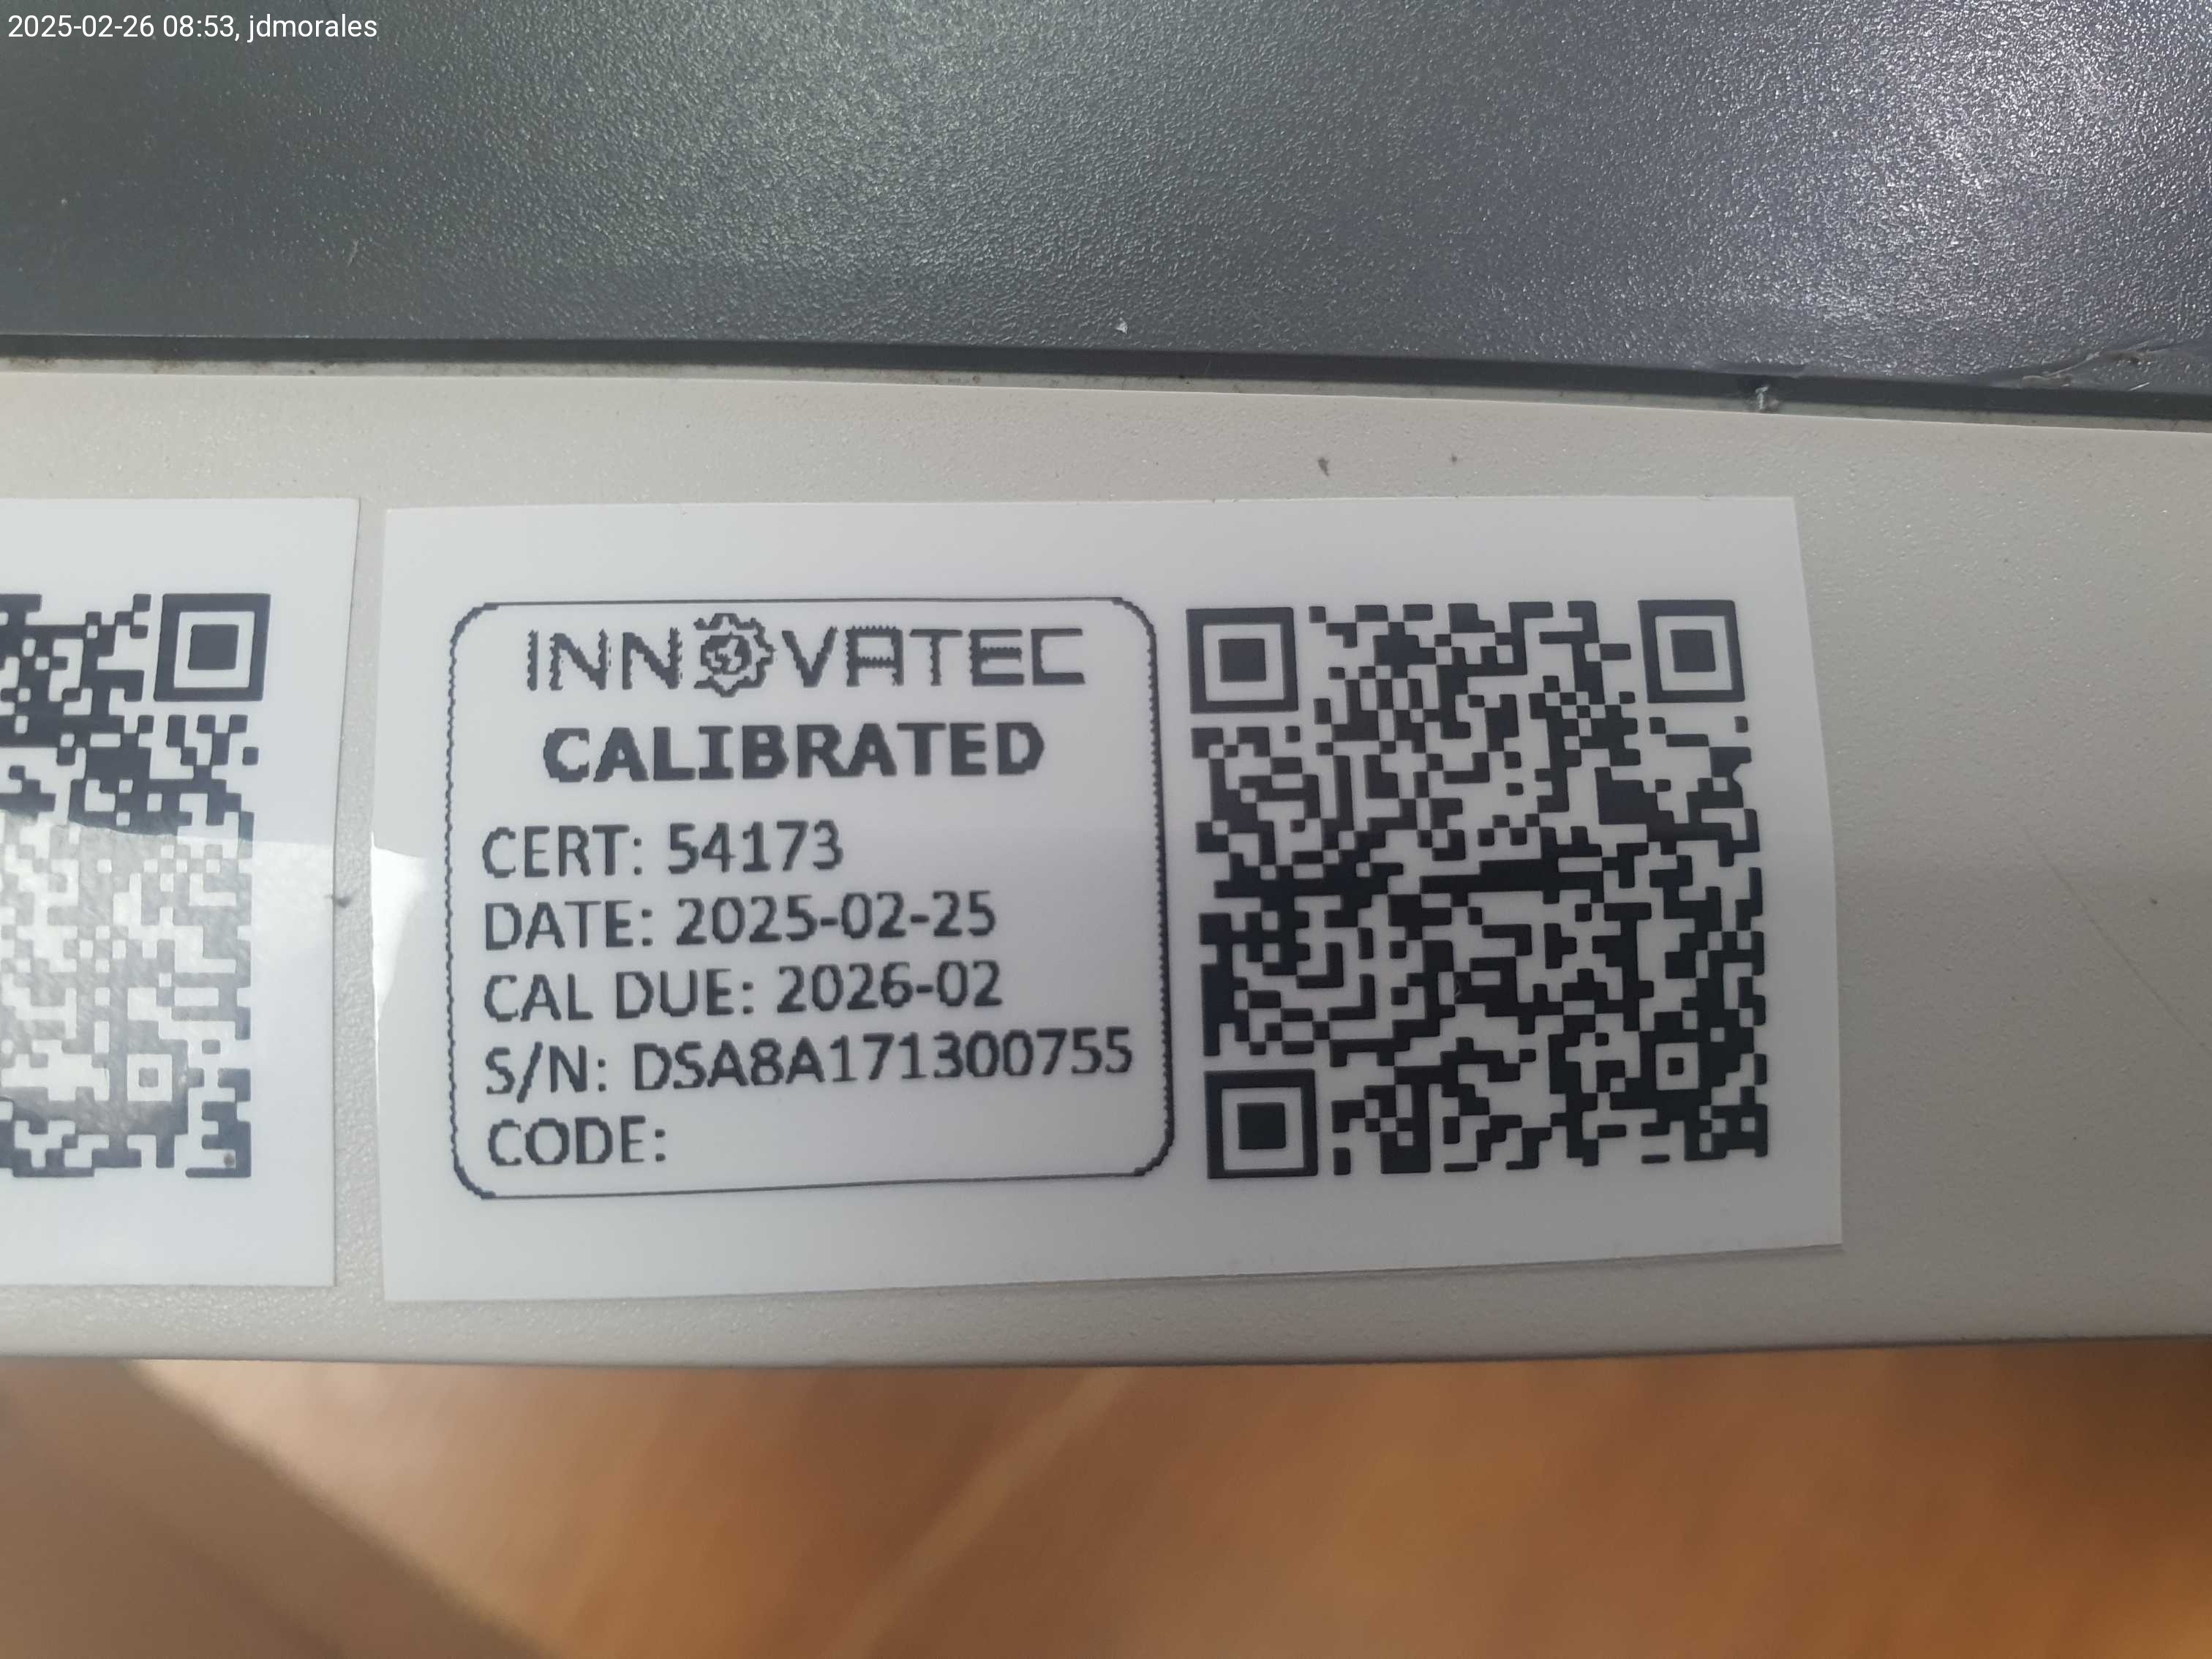 2025-02-26 08:53, jdmorales
INNOVATEC
CALIBRATED
CERT: 54173
DATE: 2025-02-25
CAL DUE: 2026-02
S/N: DSA8A171300755
CODE: